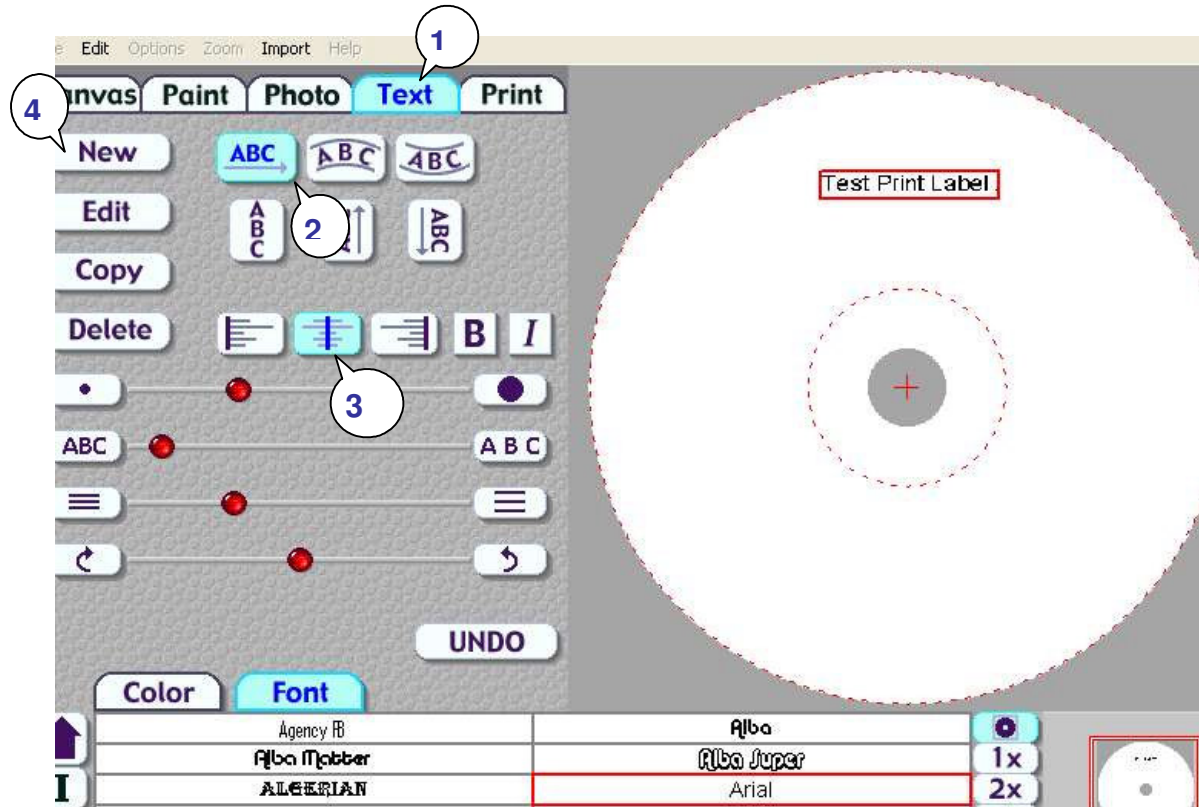 Edit Options Zoom Import Help
1
anvas Paint Photo Text Print
4
New ABC ABC ABC
Test Print Label
Edit ABC ABC
2
Copy
Delete B I
3
ABC A B C
UNDO
Color Font
Agency FB Alba
1x
Alba Matter Alba Super
I ALGERIAN Arial 2x